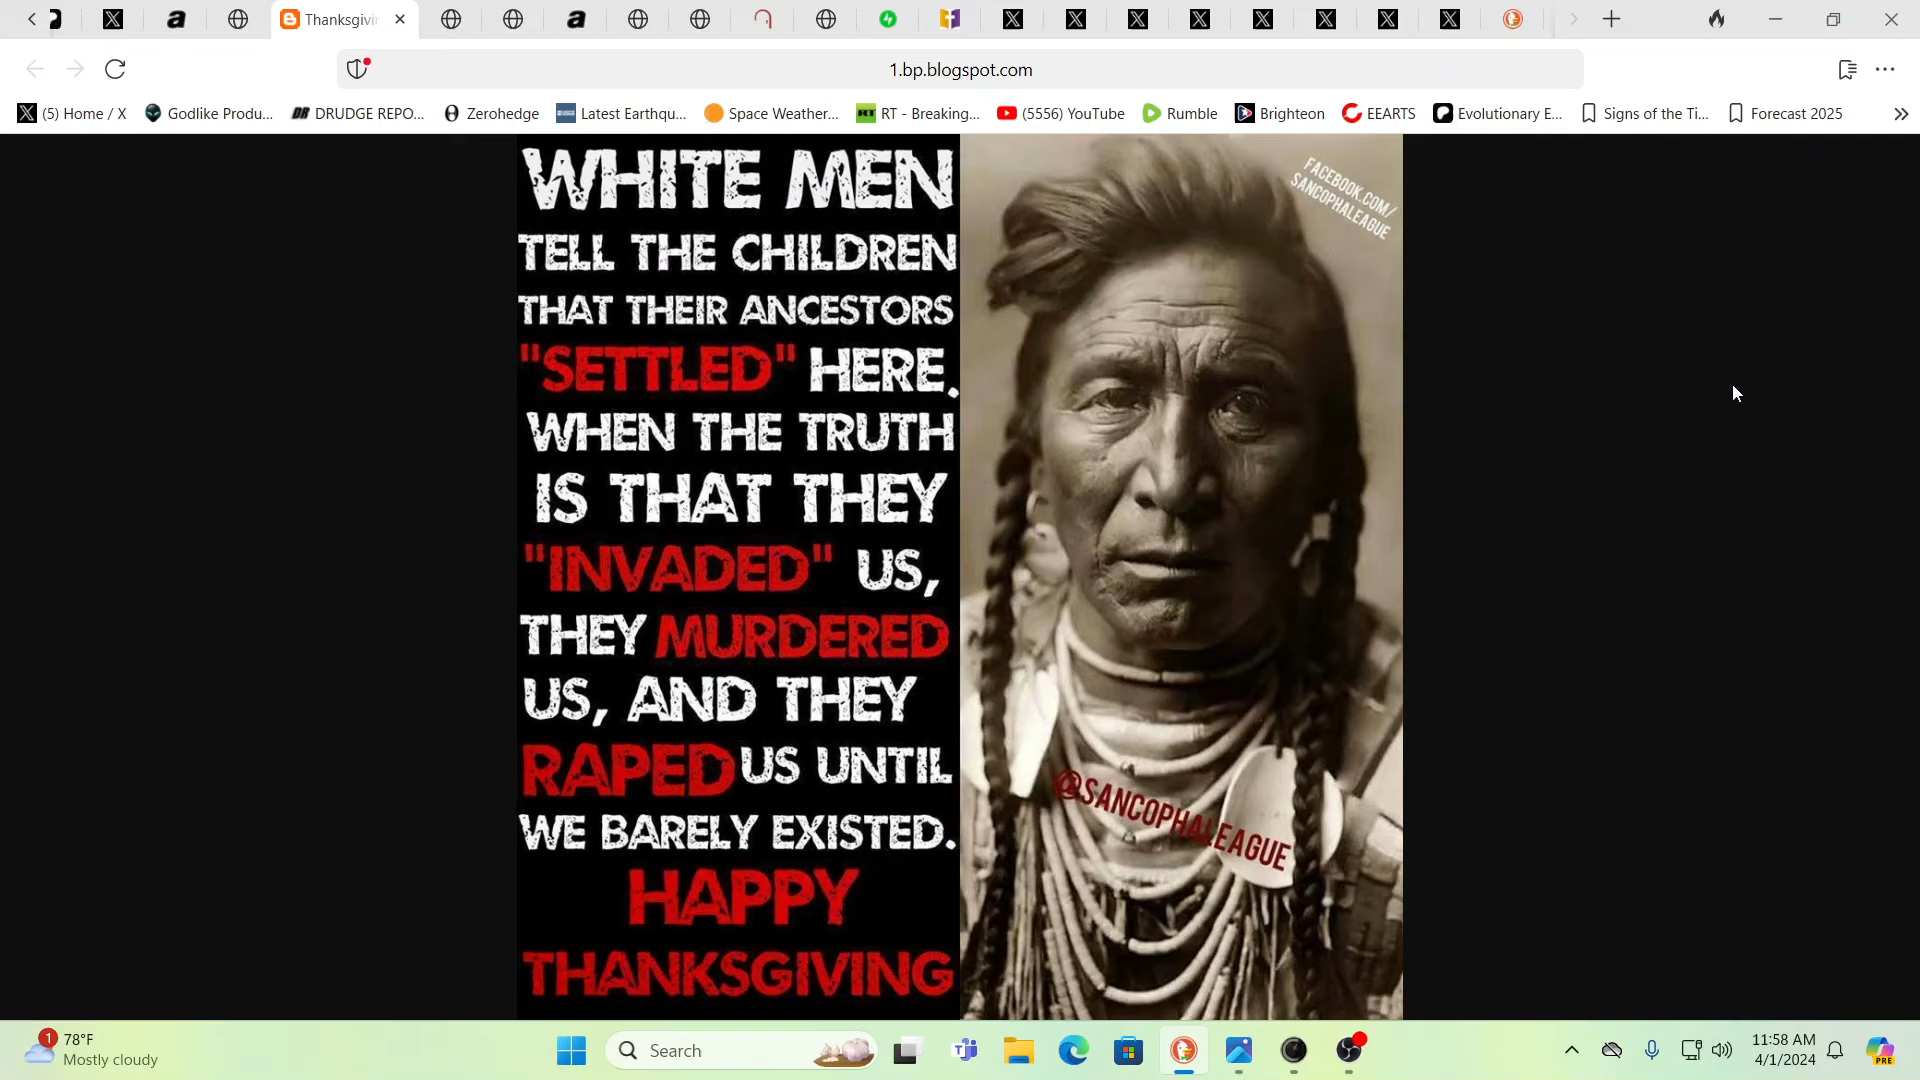 Thanksgivi
1.bp.blogspot.com
(5) Home / X
Godlike Produ...
DRUDGE REPO...
Zerohedge
Latest Earthqu...
Space Weather...
RT - Breaking...
(5556) YouTube
Rumble
Brighteon
EEARTS
Evolutionary E...
Signs of the Ti...
Forecast 2025
WHITE MEN
TELL THE CHILDREN
THAT THEIR ANCESTORS
"SETTLED" HERE.
WHEN THE TRUTH
IS THAT THEY
"INVADED" US,
THEY MURDERED
US, AND THEY
RAPED US UNTIL
WE BARELY EXISTED.
HAPPY
THANKSGIVING
FACEBOOK.COM/
SANCOPHALEAGUE
@SANCOPHALEAGUE
1
78°F
Mostly cloudy
Search
11:58 AM
4/1/2024
PRE